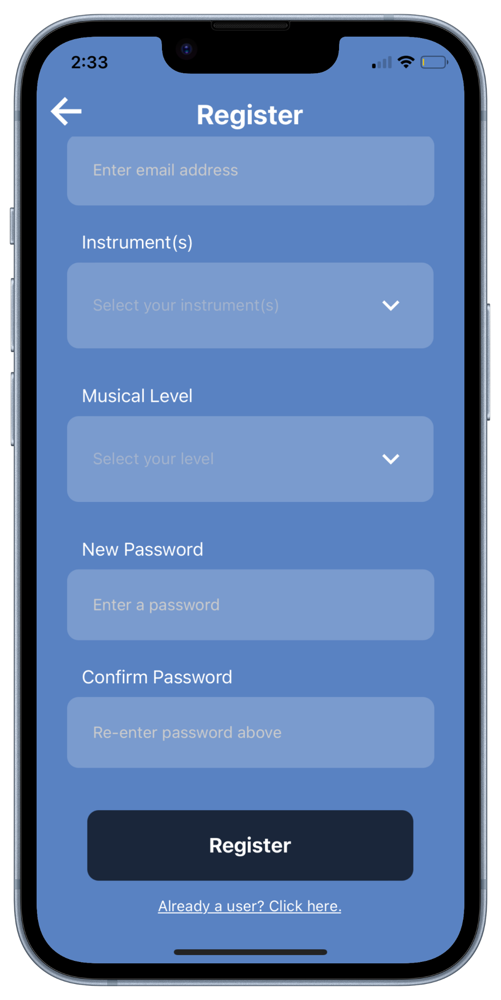 2:33
Register
Enter email address
Instrument(s)
Select your instrument(s)
Musical Level
Select your level
New Password
Enter a password
Confirm Password
Re-enter password above
Register
Already a user? Click here.